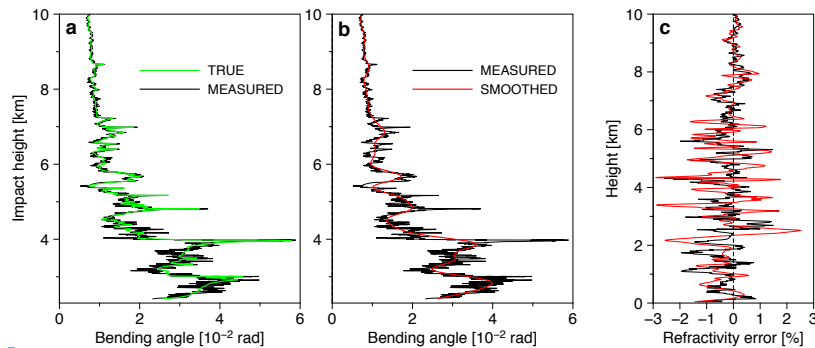 a
b
c
10
8
6
4
Impact height [km]
TRUE
MEASURED
0
2
4
6
Bending angle [10⁻² rad]
10
8
6
4
MEASURED
SMOOTHED
0
2
4
6
Bending angle [10⁻² rad]
10
8
6
4
2
0
Height [km]
−3
−2
−1
0
1
2
3
Refractivity error [%]